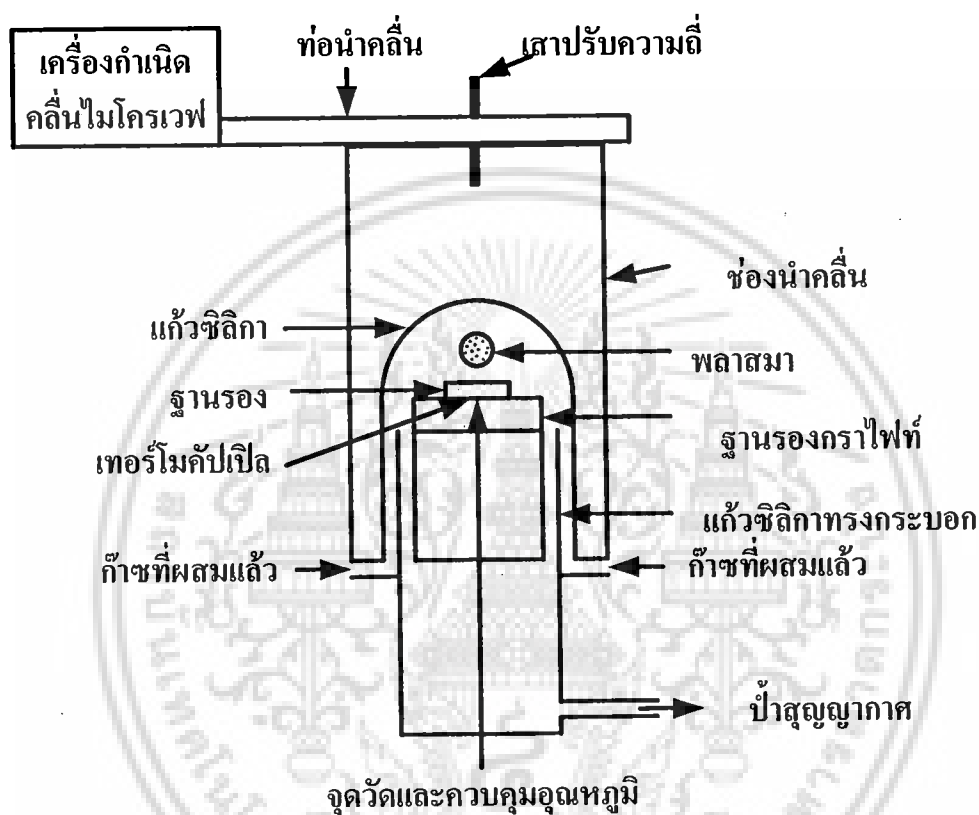 ท่อนำคลื่น
เสาปรับความถี่
เครื่องกำเนิด
คลื่นไมโครเวฟ
ช่องนำคลื่น
แก้วซิลิกา
พลาสมา
ฐานรอง
ฐานรองกราไฟท์
เทอร์โมคัปเปิล
แก้วซิลิกาทรงกระบอก
ก๊าซที่ผสมแล้ว
ก๊าซที่ผสมแล้ว
ปั๊มสุญญากาศ
จุดวัดและควบคุมอุณหภูมิ